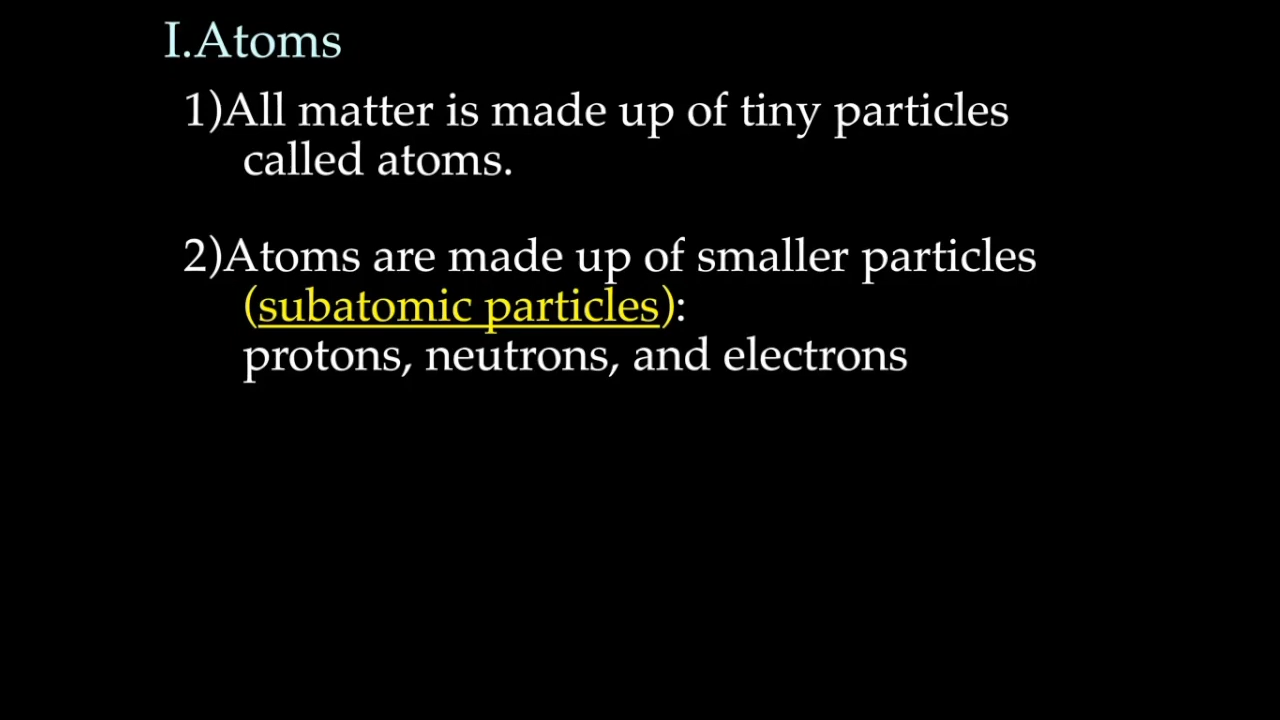 I.Atoms
1)All matter is made up of tiny particles
called atoms.
2)Atoms are made up of smaller particles
(subatomic particles):
protons, neutrons, and electrons